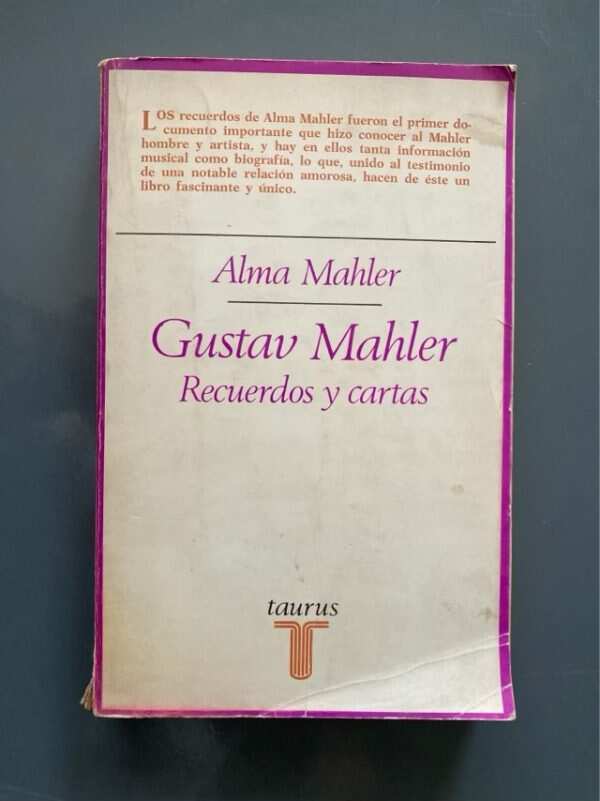 LOS recuerdos de Alma Mahler fueron el primer do-
cumento importante que hizo conocer al Mahler
hombre y artista, y hay en ellos tanta información
musical como biografía, lo que, unido al testimonio
de una notable relación amorosa, hacen de éste un
libro fascinante y único.
Alma Mahler
Gustav Mahler
Recuerdos y cartas
taurus